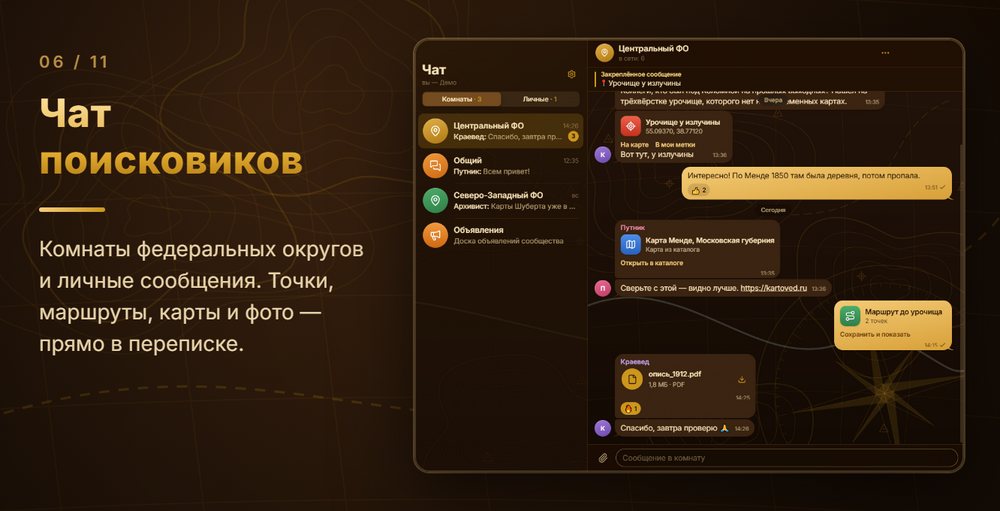 06 / 11
Чат
поисковиков
Комнаты федеральных округов
и личные сообщения. Точки,
маршруты, карты и фото —
прямо в переписке.
Чат
вы — Демо
Комнаты · 3
Личные · 1
Центральный ФО 14:26
Краевед: Спасибо, завтра пр... 3
Общий 12:35
Путник: Всем привет!
Северо-Западный ФО вс
Архивист: Карты Шуберта уже в ...
Объявления
Доска объявлений сообщества
Центральный ФО
в сети: 0
Закреплённое сообщение
Урочище у излучины
трёхвёрстке урочище, которого нет
Вчера
менных картах. 13:35
Урочище у излучины
55.09370, 38.77120
На карте В мои метки
К
Вот тут, у излучины 13:36
Интересно! По Менде 1850 там была деревня, потом пропала.
2 13:51
Сегодня
Путник
Карта Менде, Московская губерния
Карта из каталога
Открыть в каталоге
13:35
П
Сверьте с этой — видно лучше. https://kartoved.ru 13:36
Маршрут до урочища
2 точек
Сохранить и показать
14:15
Краевед
опись_1912.pdf
1,8 МБ · PDF
14:25
1
К
Спасибо, завтра проверю 🙏 14:26
Сообщение в комнату